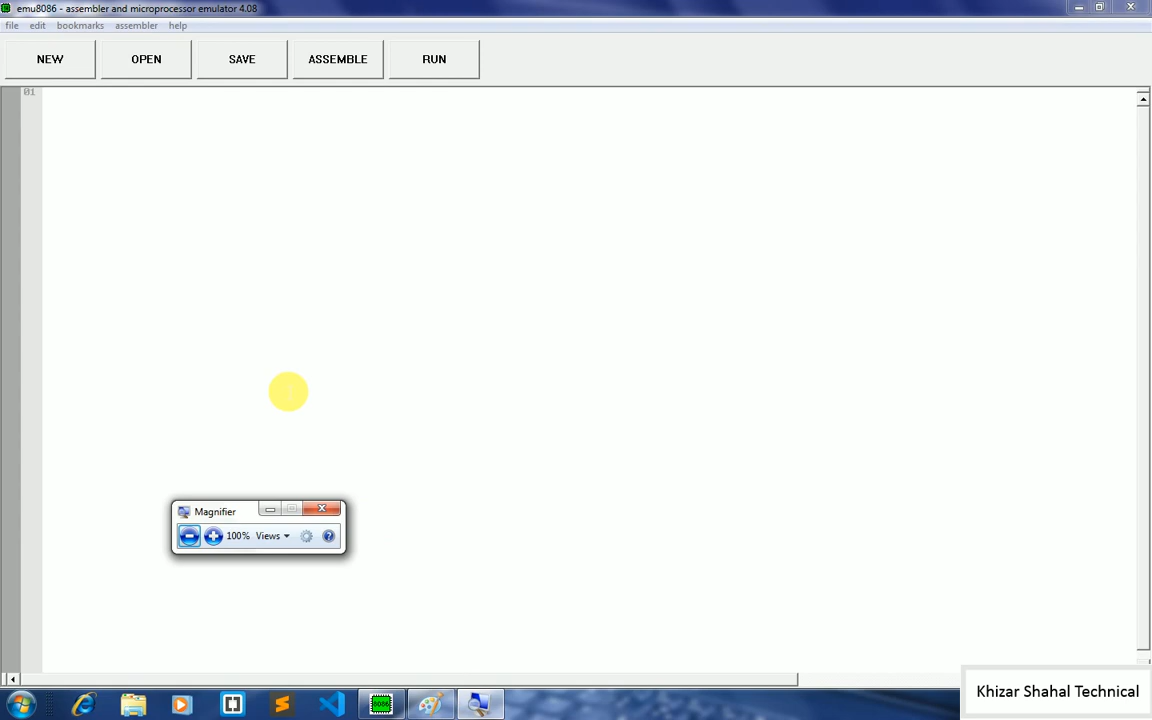 emu8086 - assembler and microprocessor emulator 4.08
file edit bookmarks assembler help
NEW OPEN SAVE ASSEMBLE RUN
01
Magnifier
100% Views
Khizar Shahal Technical